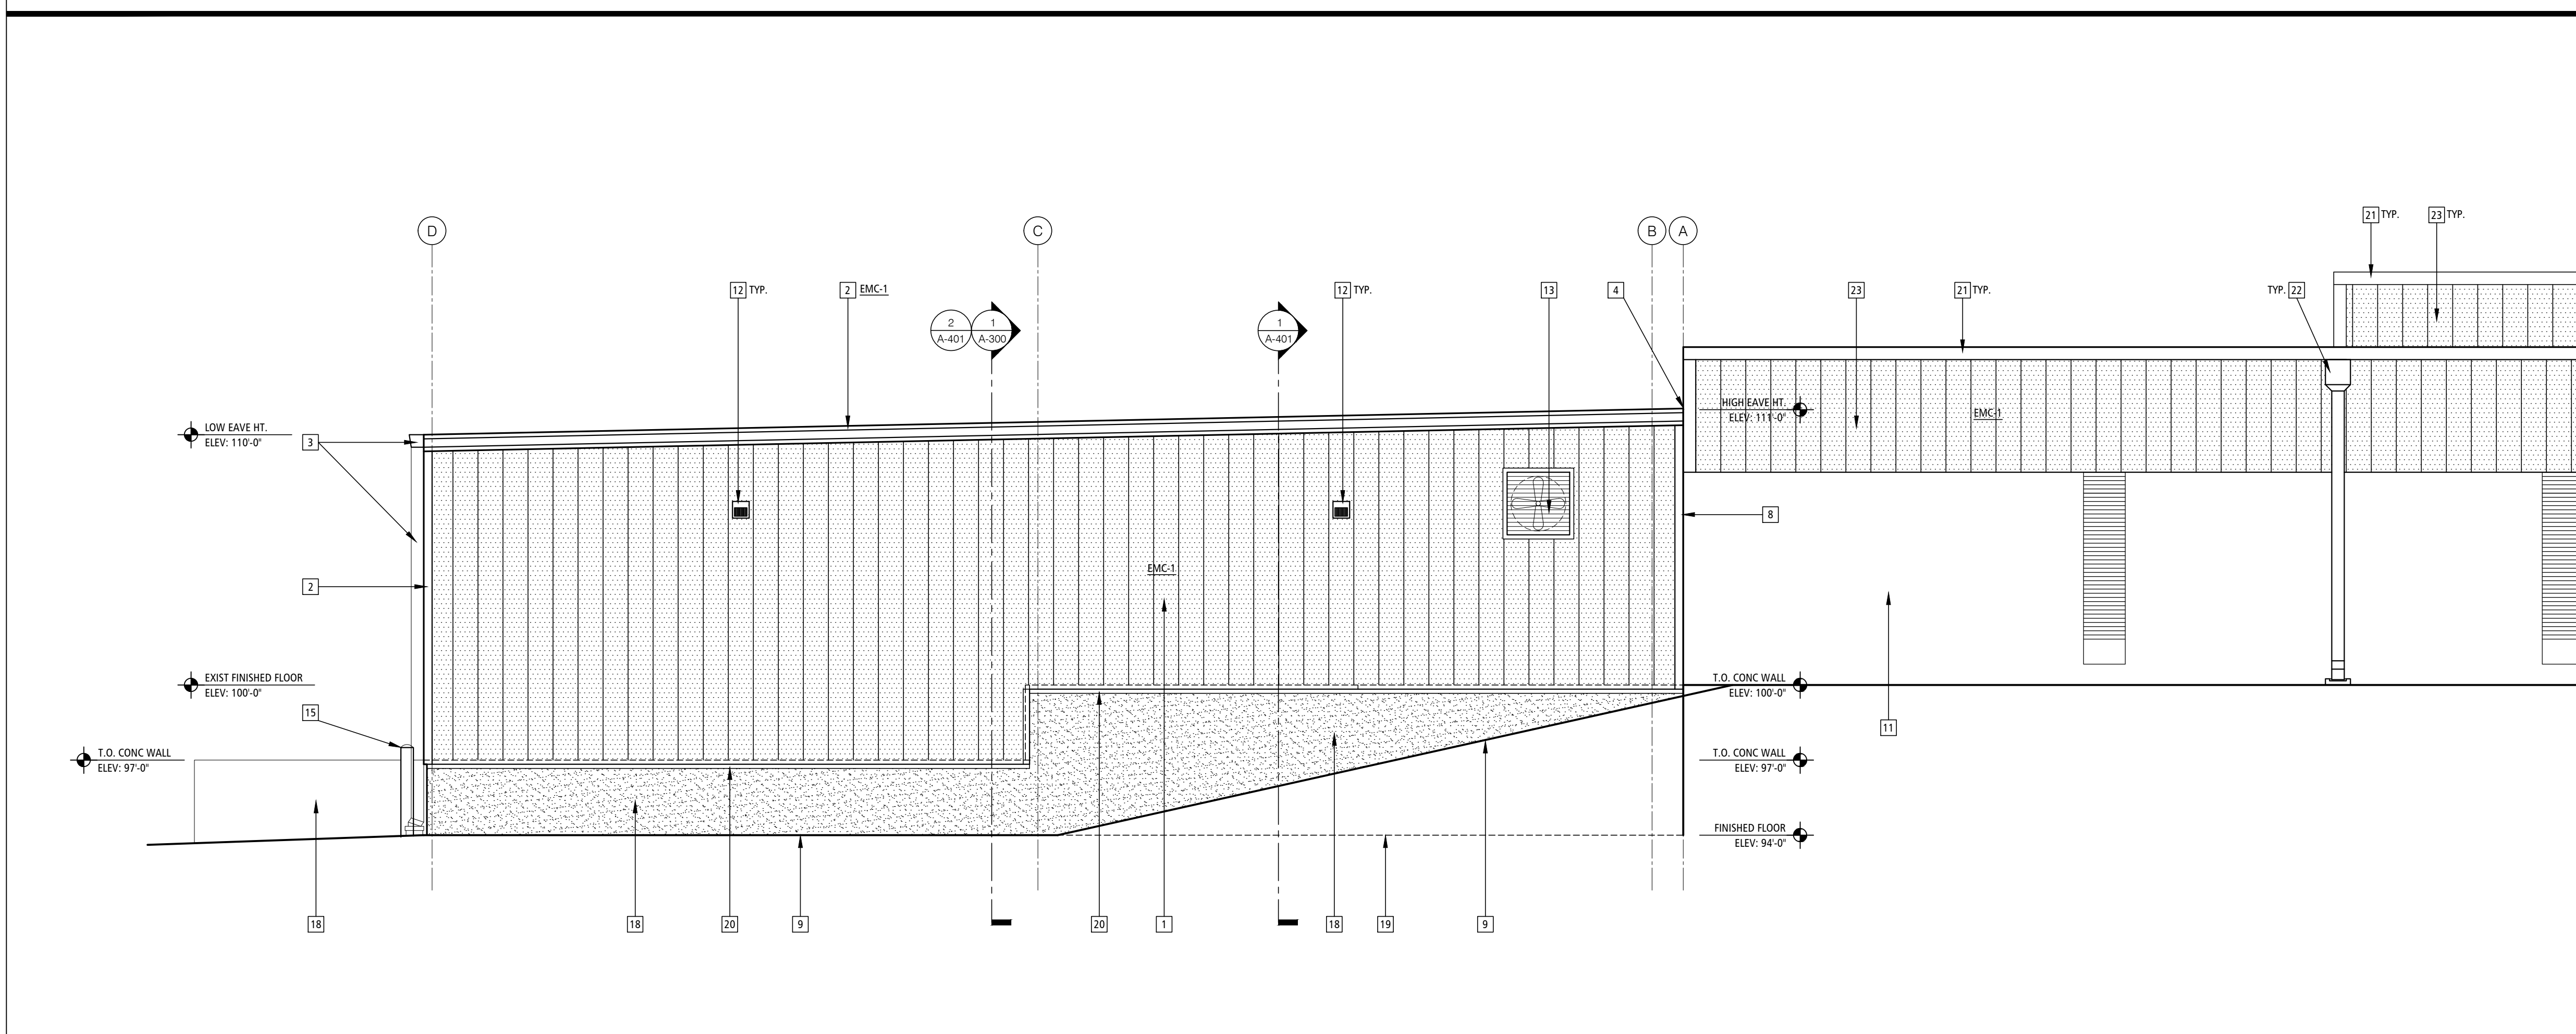 21 TYP.
23 TYP.
D
C
B
A
12 TYP.
2 EMC-1
12 TYP.
13
4
23
21 TYP.
TYP. 22
2
A-401
1
A-300
1
A-401
HIGH EAVE HT.
ELEV: 111'-0"
EMC-1
LOW EAVE HT.
ELEV: 110'-0"
3
8
EMC-1
2
EXIST FINISHED FLOOR
ELEV: 100'-0"
T.O. CONC WALL
ELEV: 100'-0"
15
11
T.O. CONC WALL
ELEV: 97'-0"
T.O. CONC WALL
ELEV: 97'-0"
FINISHED FLOOR
ELEV: 94'-0"
18
18
20
9
20
1
18
19
9